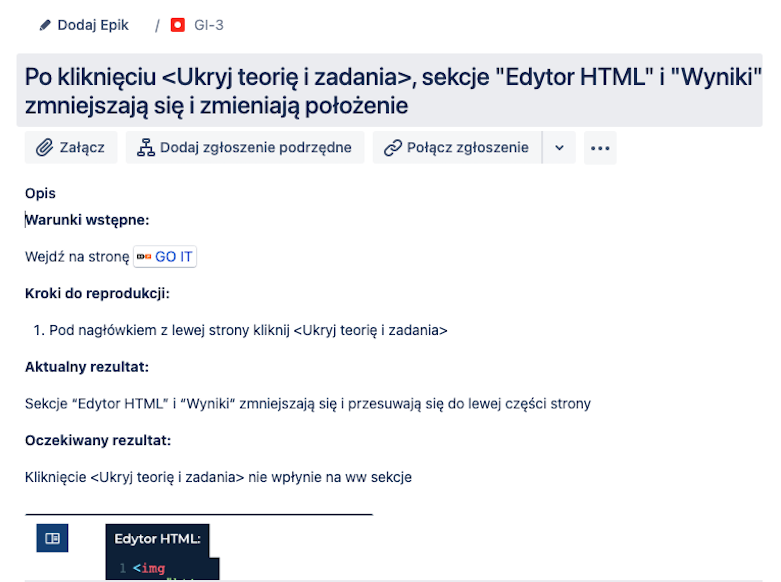 Dodaj Epik / GI-3
Po kliknięciu <Ukryj teorię i zadania>, sekcje "Edytor HTML" i "Wyniki"
zmniejszają się i zmieniają położenie
Załącz Dodaj zgłoszenie podrzędne Połącz zgłoszenie
Opis
Warunki wstępne:
Wejdź na stronę GO IT
Kroki do reprodukcji:
1. Pod nagłówkiem z lewej strony kliknij <Ukryj teorię i zadania>
Aktualny rezultat:
Sekcje “Edytor HTML” i “Wyniki” zmniejszają się i przesuwają się do lewej części strony
Oczekiwany rezultat:
Kliknięcie <Ukryj teorię i zadania> nie wpłynie na ww sekcje
Edytor HTML:
1 <img